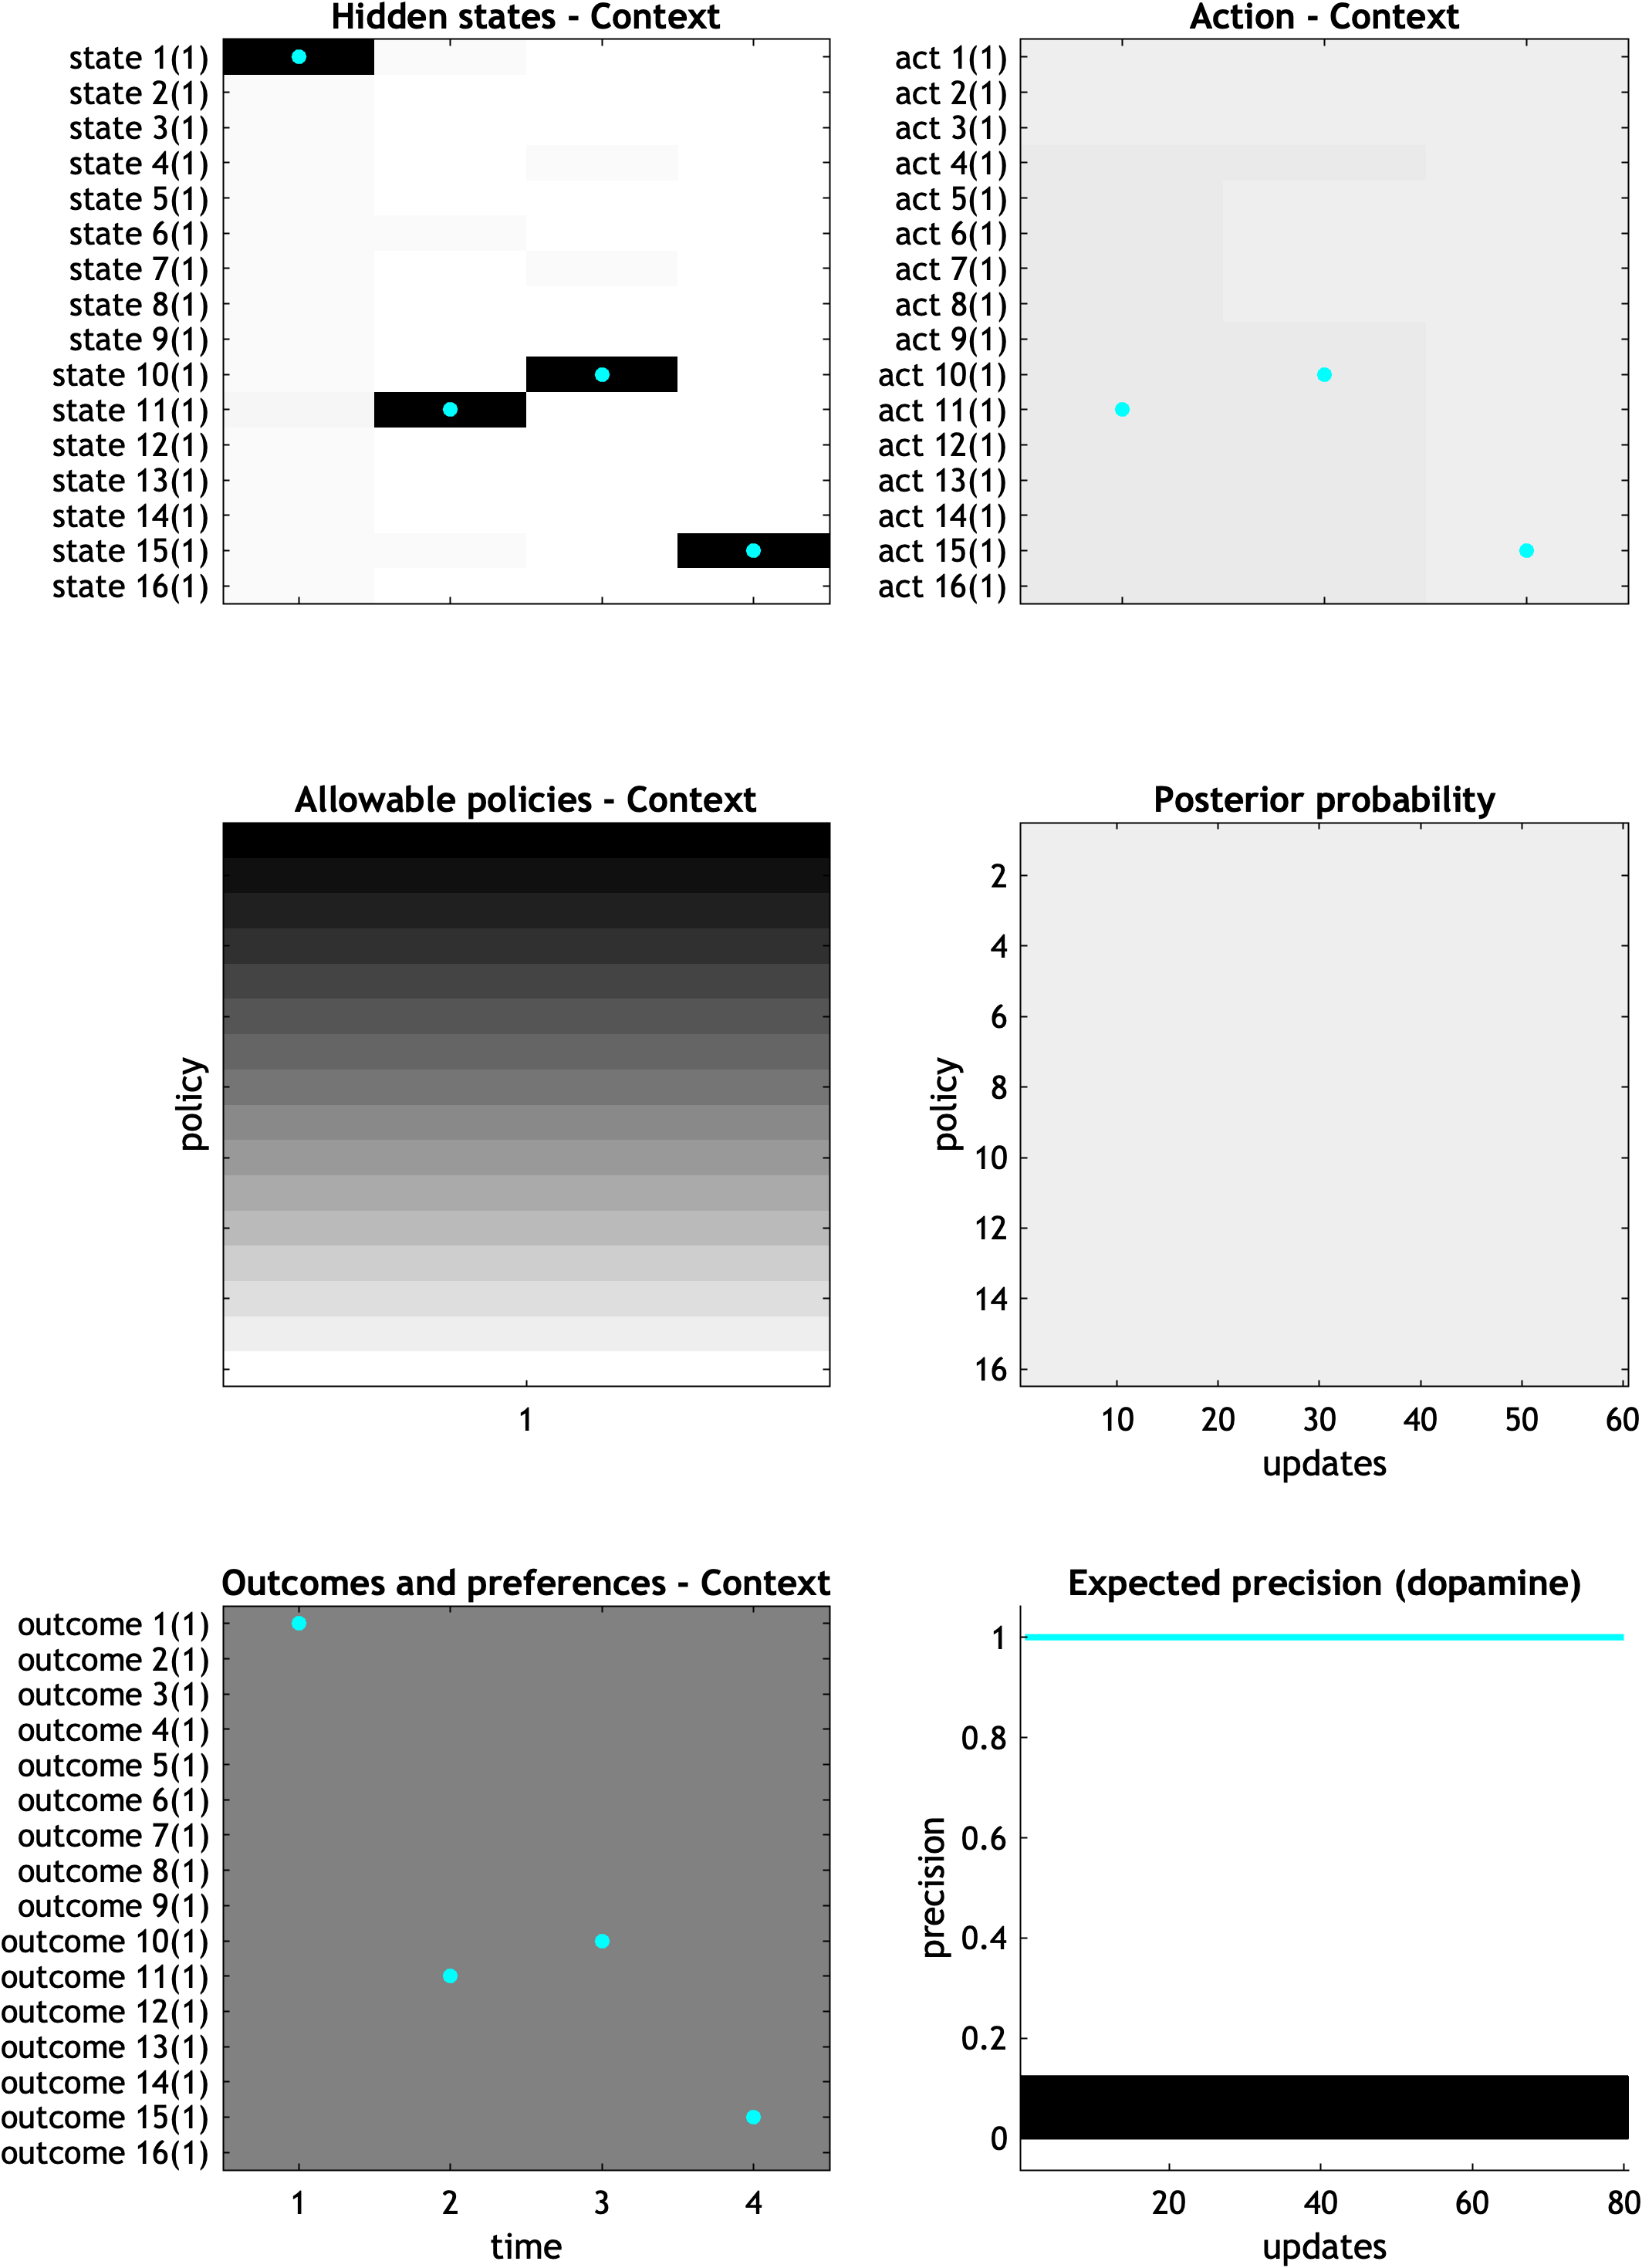 Hidden states - Context
state 1(1)
state 2(1)
state 3(1)
state 4(1)
state 5(1)
state 6(1)
state 7(1)
state 8(1)
state 9(1)
state 10(1)
state 11(1)
state 12(1)
state 13(1)
state 14(1)
state 15(1)
state 16(1)
Action - Context
act 1(1)
act 2(1)
act 3(1)
act 4(1)
act 5(1)
act 6(1)
act 7(1)
act 8(1)
act 9(1)
act 10(1)
act 11(1)
act 12(1)
act 13(1)
act 14(1)
act 15(1)
act 16(1)
Allowable policies - Context
policy
1
Posterior probability
policy
2
4
6
8
10
12
14
16
10 20 30 40 50 60
updates
Outcomes and preferences - Context
outcome 1(1)
outcome 2(1)
outcome 3(1)
outcome 4(1)
outcome 5(1)
outcome 6(1)
outcome 7(1)
outcome 8(1)
outcome 9(1)
outcome 10(1)
outcome 11(1)
outcome 12(1)
outcome 13(1)
outcome 14(1)
outcome 15(1)
outcome 16(1)
1 2 3 4
time
Expected precision (dopamine)
precision
1
0.8
0.6
0.4
0.2
0
20 40 60 80
updates